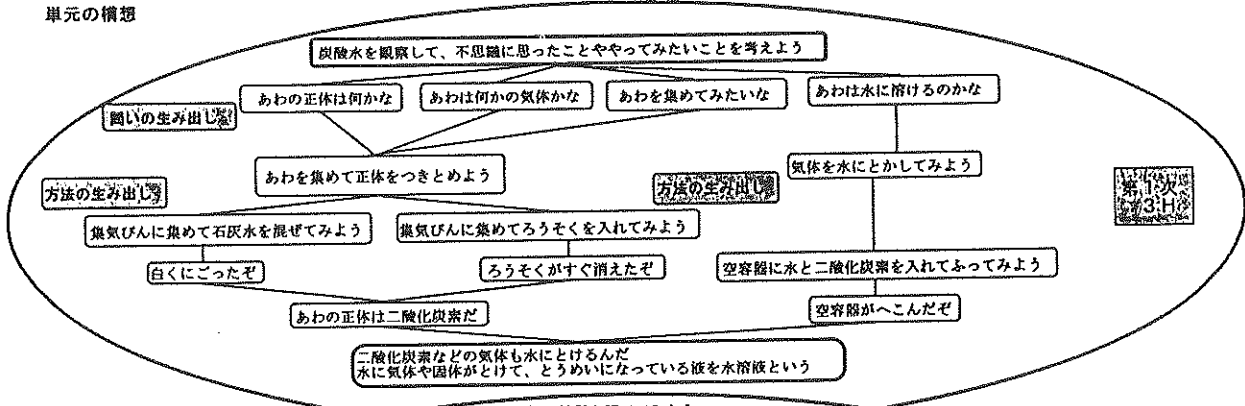 単元の構想
炭酸水を観察して、不思議に思ったことややってみたいことを考えよう
あわの正体は何かな
あわは何かの気体かな
あわを集めてみたいな
あわは水に溶けるのかな
問いの生み出し
あわを集めて正体をつきとめよう
気体を水にとかしてみよう
方法の生み出し
方法の生み出し
第1次
3H
集気びんに集めて石灰水を混ぜてみよう
集気びんに集めてろうそくを入れてみよう
白くにごったぞ
ろうそくがすぐ消えたぞ
空容器に水と二酸化炭素を入れてふってみよう
あわの正体は二酸化炭素だ
空容器がへこんだぞ
二酸化炭素などの気体も水にとけるんだ
水に気体や固体がとけて、とうめいになっている液を水溶液という